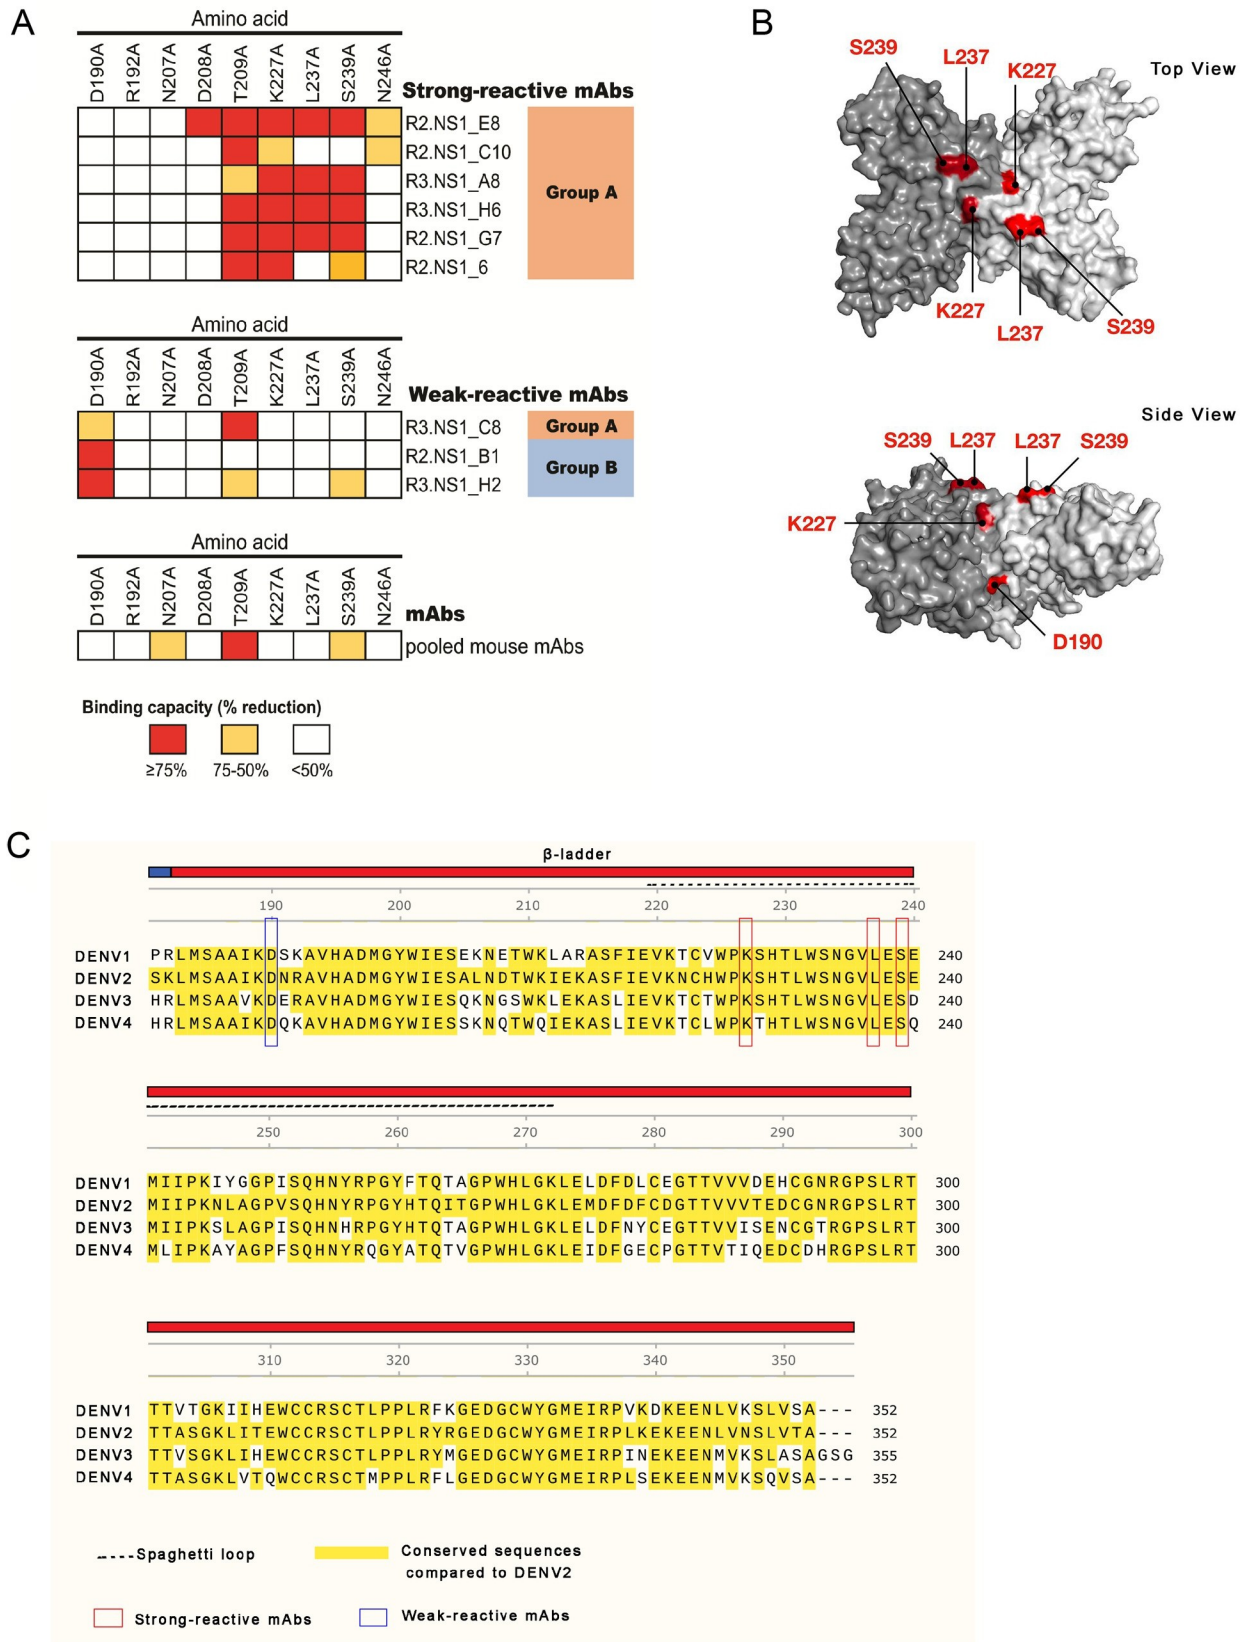 A
Amino acid
D190A R192A N207A D208A T209A K227A L237A S239A N246A
Strong-reactive mAbs
R2.NS1_E8
R2.NS1_C10
R3.NS1_A8
R3.NS1_H6
R2.NS1_G7
R2.NS1_6
Group A
Amino acid
D190A R192A N207A D208A T209A K227A L237A S239A N246A
Weak-reactive mAbs
R3.NS1_C8 Group A
R2.NS1_B1
R3.NS1_H2
Group B
Amino acid
D190A R192A N207A D208A T209A K227A L237A S239A N246A
mAbs
pooled mouse mAbs
Binding capacity (% reduction)
≥75% 75-50% <50%
B
Top View
S239
L237
K227
K227
L237
S239
Side View
S239 L237 L237 S239
K227
D190
C
β-ladder
190 200 210 220 230 240
DENV1 PRLMSAAIKDSKAVHADMGYWIESEKNETWKLARASFIEVKTCVWPKSHTLWSNGVLESE 240
DENV2 SKLMSAAIKDNRAVHADMGYWIESALNDTWKIEKASFIEVKNCHWPKSHTLWSNGVLESE 240
DENV3 HRLMSAAVKDERAVHADMGYWIESQKNGSWKLEKASLIEVKTCTWPKSHTLWSNGVLESD 240
DENV4 HRLMSAAIKDQKAVHADMGYWIESSKNQTWQIEKASLIEVKTCLWPKTHTLWSNGVLESQ 240
250 260 270 280 290 300
DENV1 MIIPKIYGGPISQHNYRPGYFTQTAGPWHLGKLELDFDLCEGTTVVVDEHCGNRGPSLRT 300
DENV2 MIIPKNLAGPVSQHNYRPGYHTQITGPWHLGKLEMDFDFCDGTTVVVTEDCGNRGPSLRT 300
DENV3 MIIPKSLAGPISQHNHRPGYHTQTAGPWHLGKLELDFNYCEGTTVVISENCGTRGPSLRT 300
DENV4 MLIPKAYAGPFSQHNYRQGYATQTVGPWHLGKLEIDFGECPGTTVTIQEDCDHRGPSLRT 300
310 320 330 340 350
DENV1 TTVTGKIIHEWCCRSCTLPPLRFKGEDGCWYGMEIRPVKDKEENLVKSLVSA--- 352
DENV2 TTASGKLITEWCCRSCTLPPLRYRGEDGCWYGMEIRPLKEKEENLVNSLVTA--- 352
DENV3 TTVSGKLIHEWCCRSCTLPPLRYMGEDGCWYGMEIRPINEKEENMVKSLASAGSG 355
DENV4 TTASGKLVTQWCCRSCTMPPLRFLGEDGCWYGMEIRPLSEKEENMVKSQVSA--- 352
Spaghetti loop
Conserved sequences
compared to DENV2
Strong-reactive mAbs
Weak-reactive mAbs